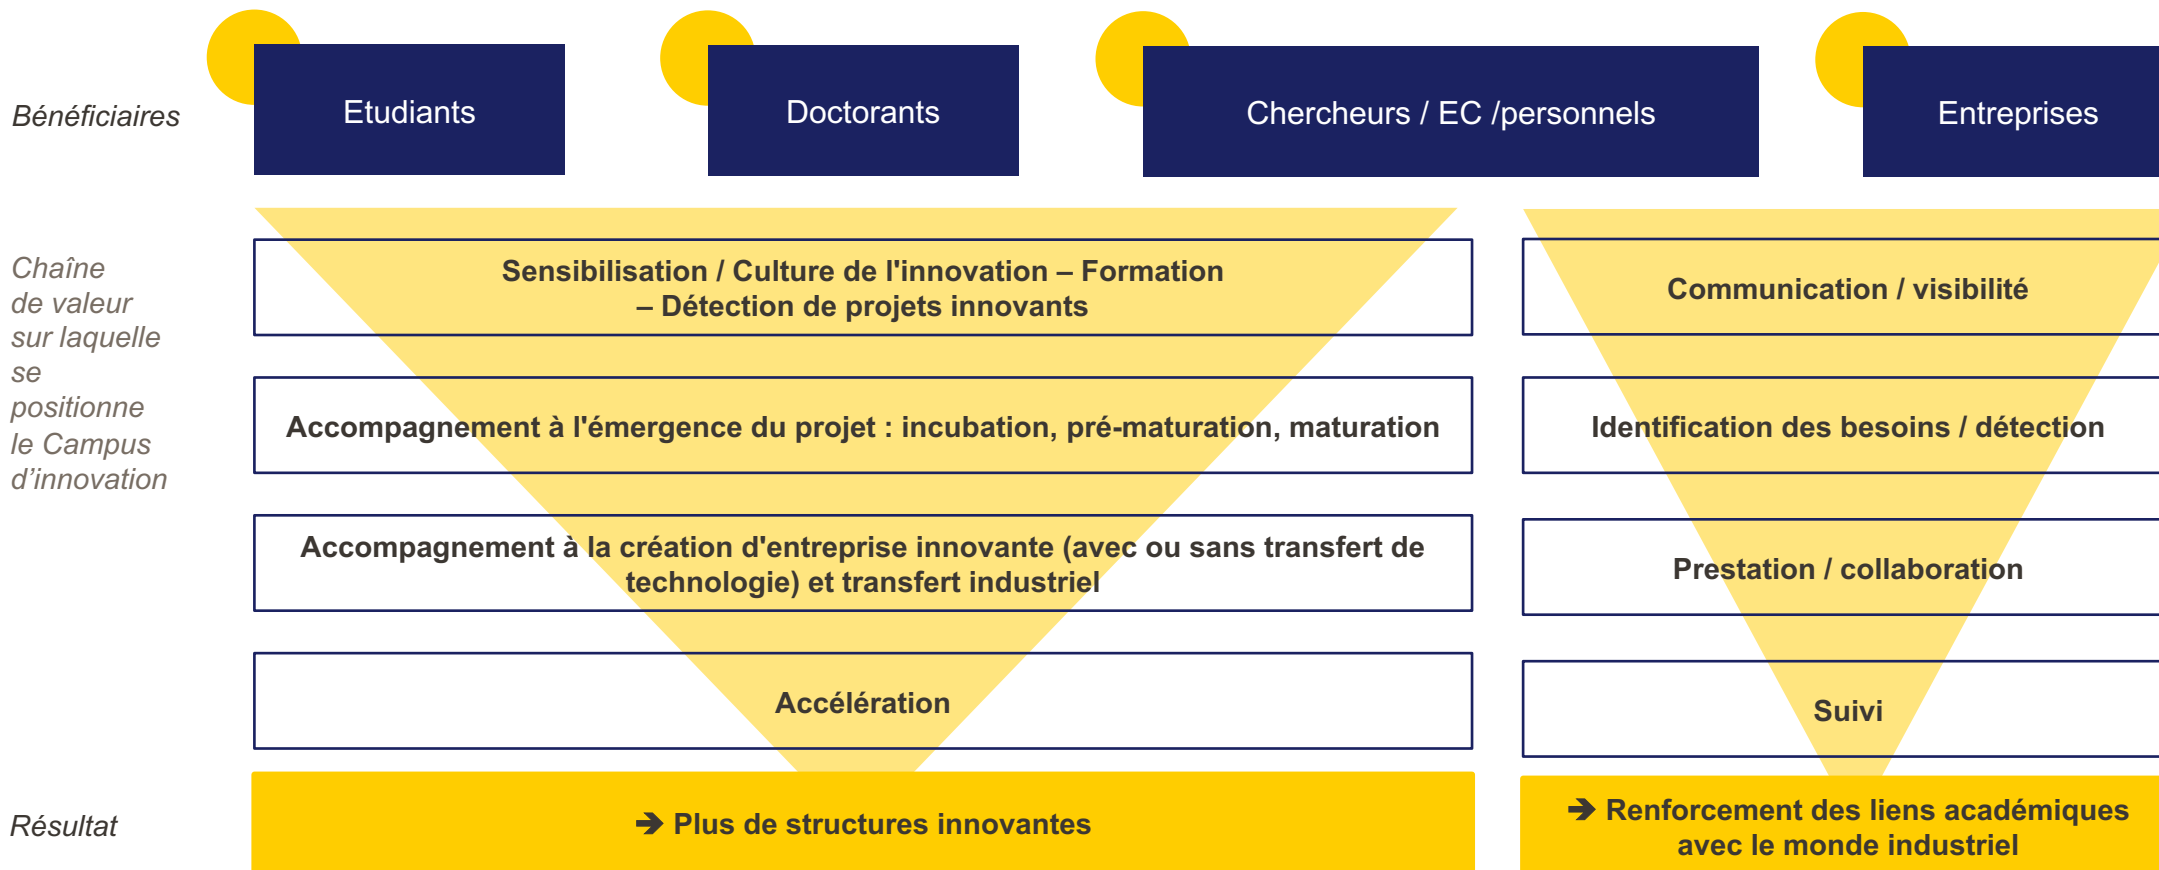 Bénéficiaires
Etudiants
Doctorants
Chercheurs / EC /personnels
Entreprises
Chaîne
de valeur
sur laquelle
se
positionne
le Campus
d’innovation
Sensibilisation / Culture de l'innovation – Formation
– Détection de projets innovants
Communication / visibilité
Accompagnement à l'émergence du projet : incubation, pré-maturation, maturation
Identification des besoins / détection
Accompagnement à la création d'entreprise innovante (avec ou sans transfert de
technologie) et transfert industriel
Prestation / collaboration
Accélération
Suivi
Résultat
➔ Plus de structures innovantes
➔ Renforcement des liens académiques
avec le monde industriel